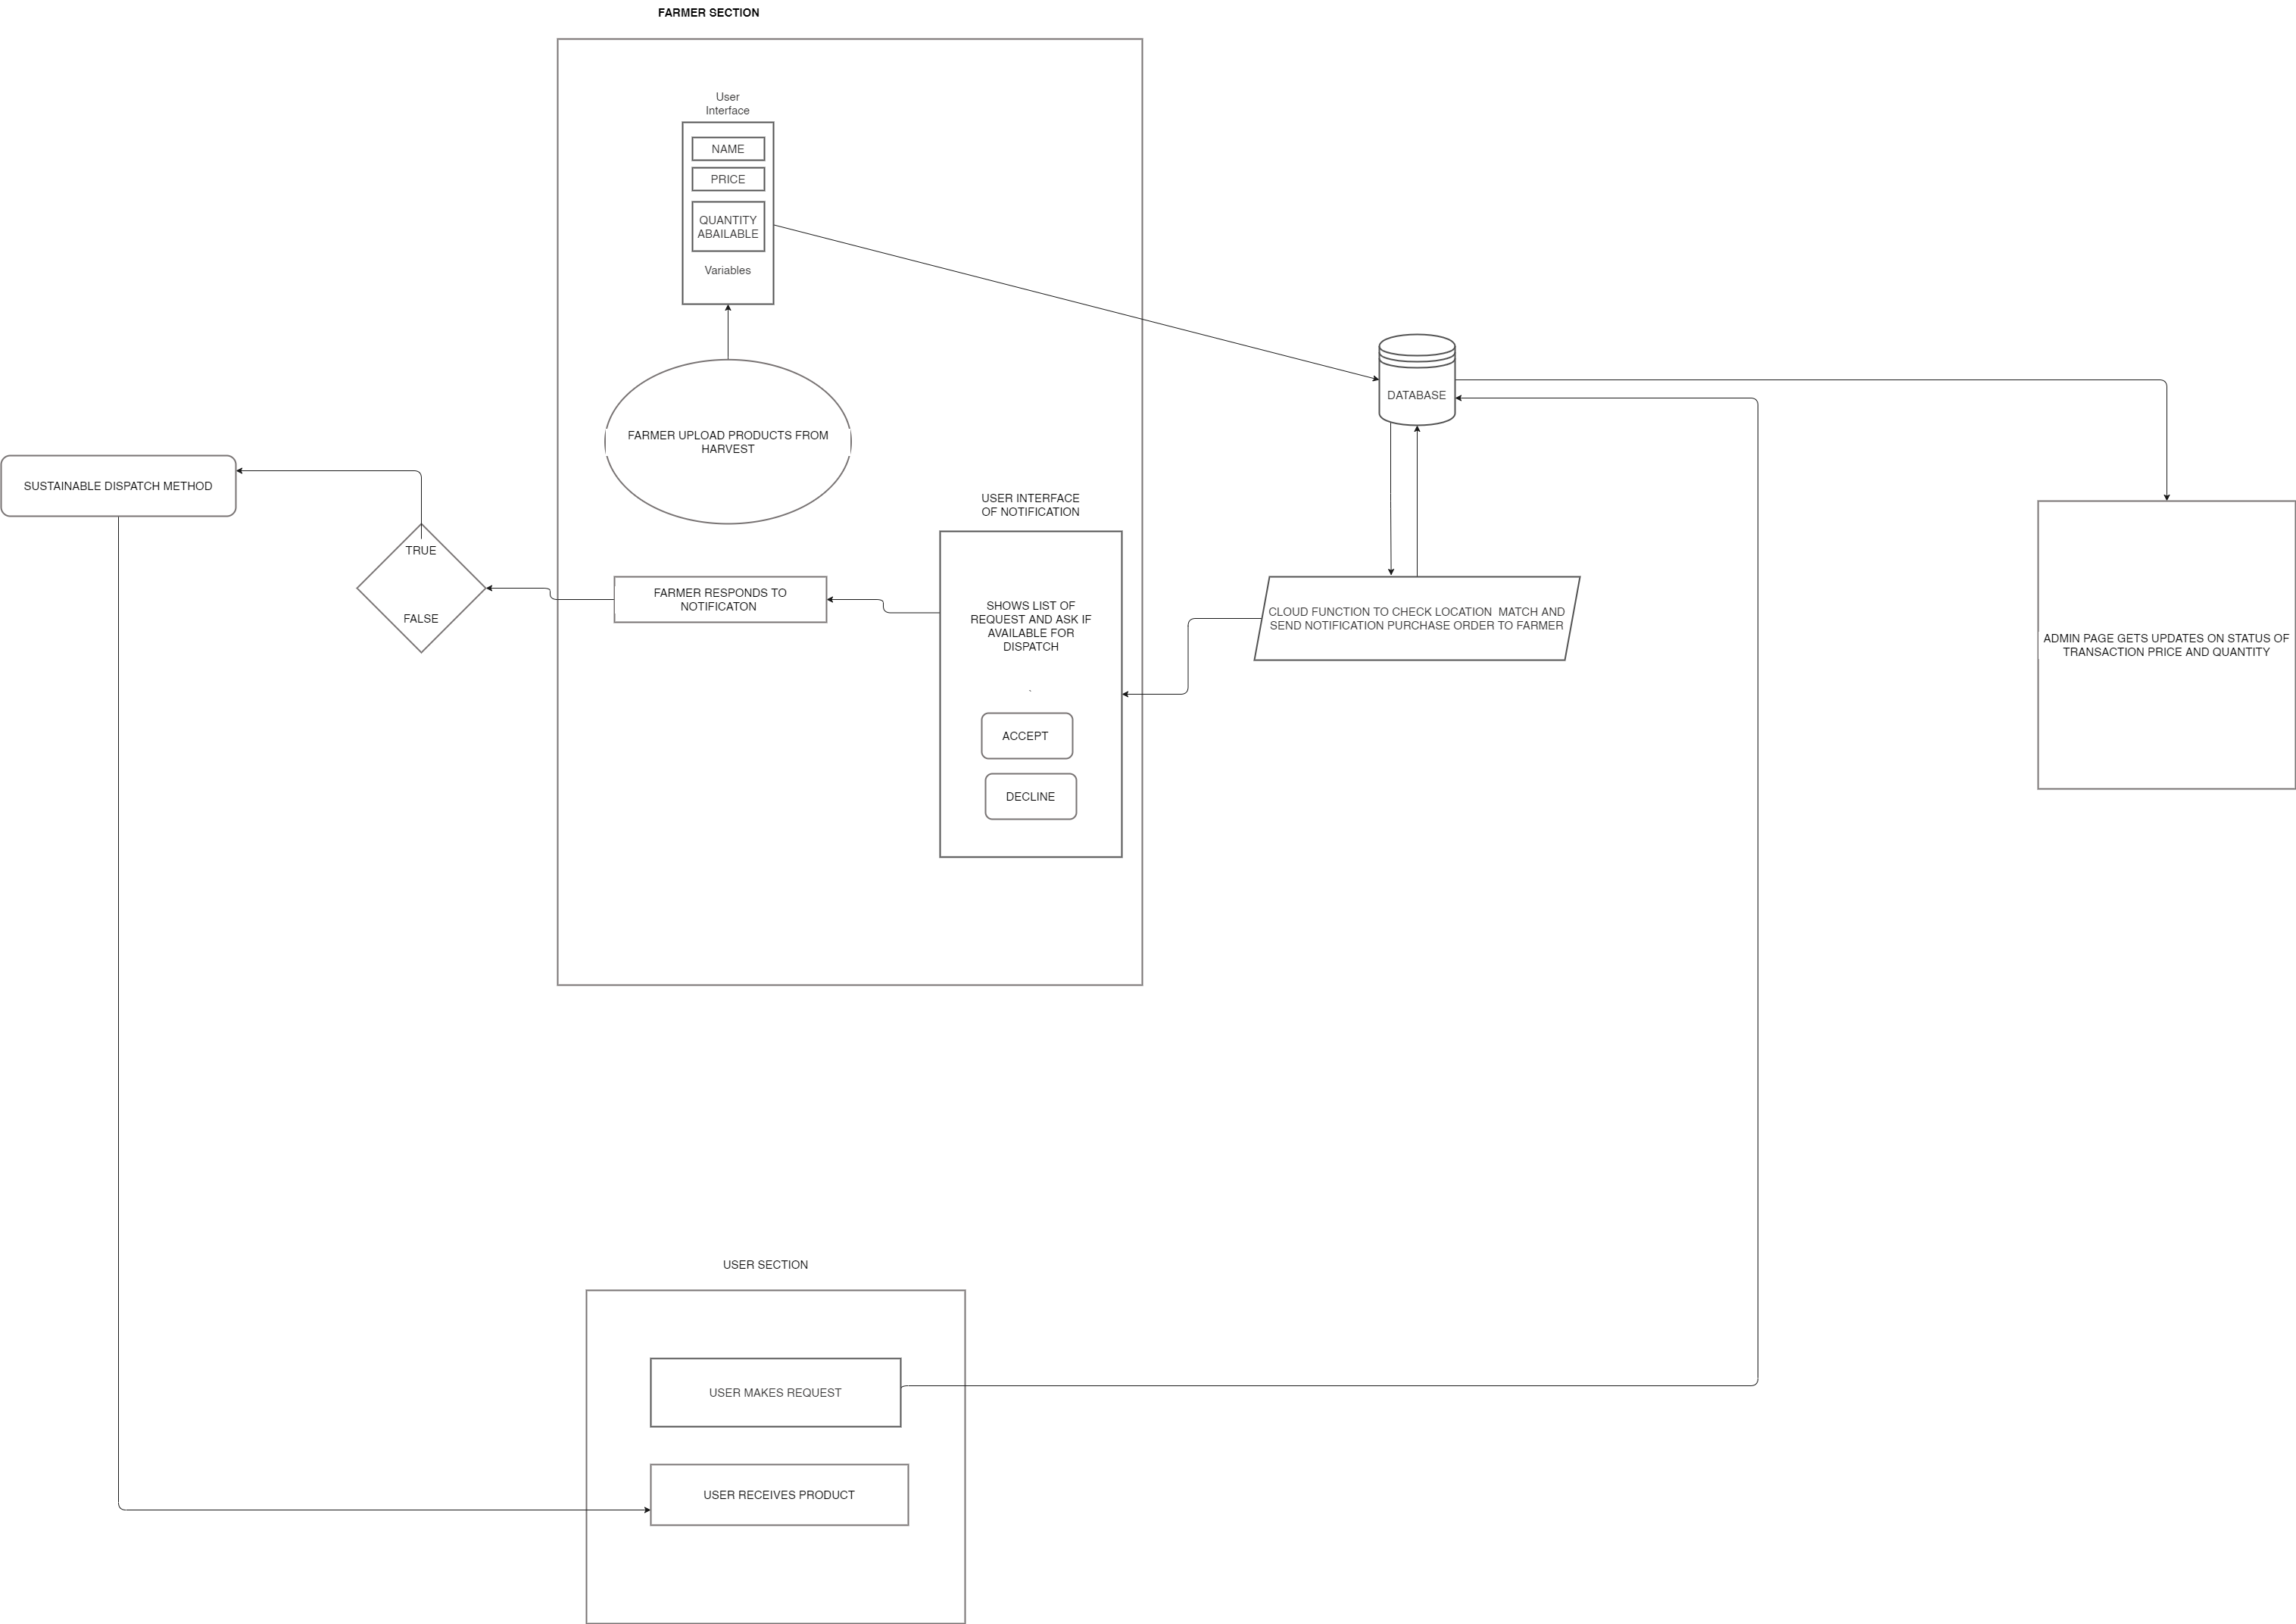 FARMER SECTION
User
Interface
NAME
PRICE
QUANTITY
ABAILABLE
Variables
DATABASE
FARMER UPLOAD PRODUCTS FROM
HARVEST
SUSTAINABLE DISPATCH METHOD
USER INTERFACE
OF NOTIFICATION
TRUE
FALSE
FARMER RESPONDS TO
NOTIFICATON
SHOWS LIST OF
REQUEST AND ASK IF
AVAILABLE FOR
DISPATCH
ACCEPT
DECLINE
CLOUD FUNCTION TO CHECK LOCATION  MATCH AND
SEND NOTIFICATION PURCHASE ORDER TO FARMER
ADMIN PAGE GETS UPDATES ON STATUS OF
TRANSACTION PRICE AND QUANTITY
USER SECTION
USER MAKES REQUEST
USER RECEIVES PRODUCT